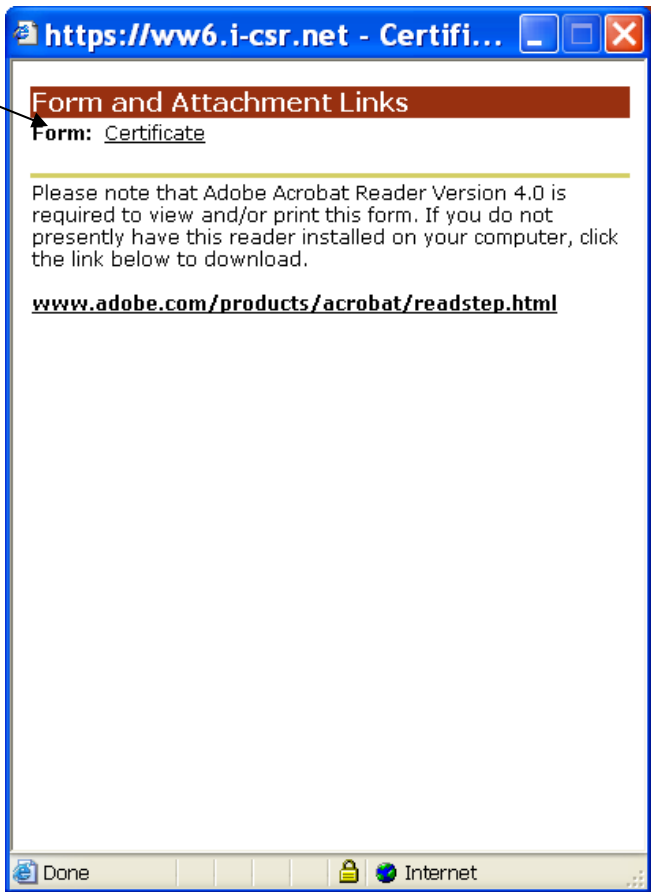 https://ww6.i-csr.net - Certifi...
Form and Attachment Links
Form: Certificate
Please note that Adobe Acrobat Reader Version 4.0 is
required to view and/or print this form. If you do not
presently have this reader installed on your computer, click
the link below to download.
www.adobe.com/products/acrobat/readstep.html
Done Internet